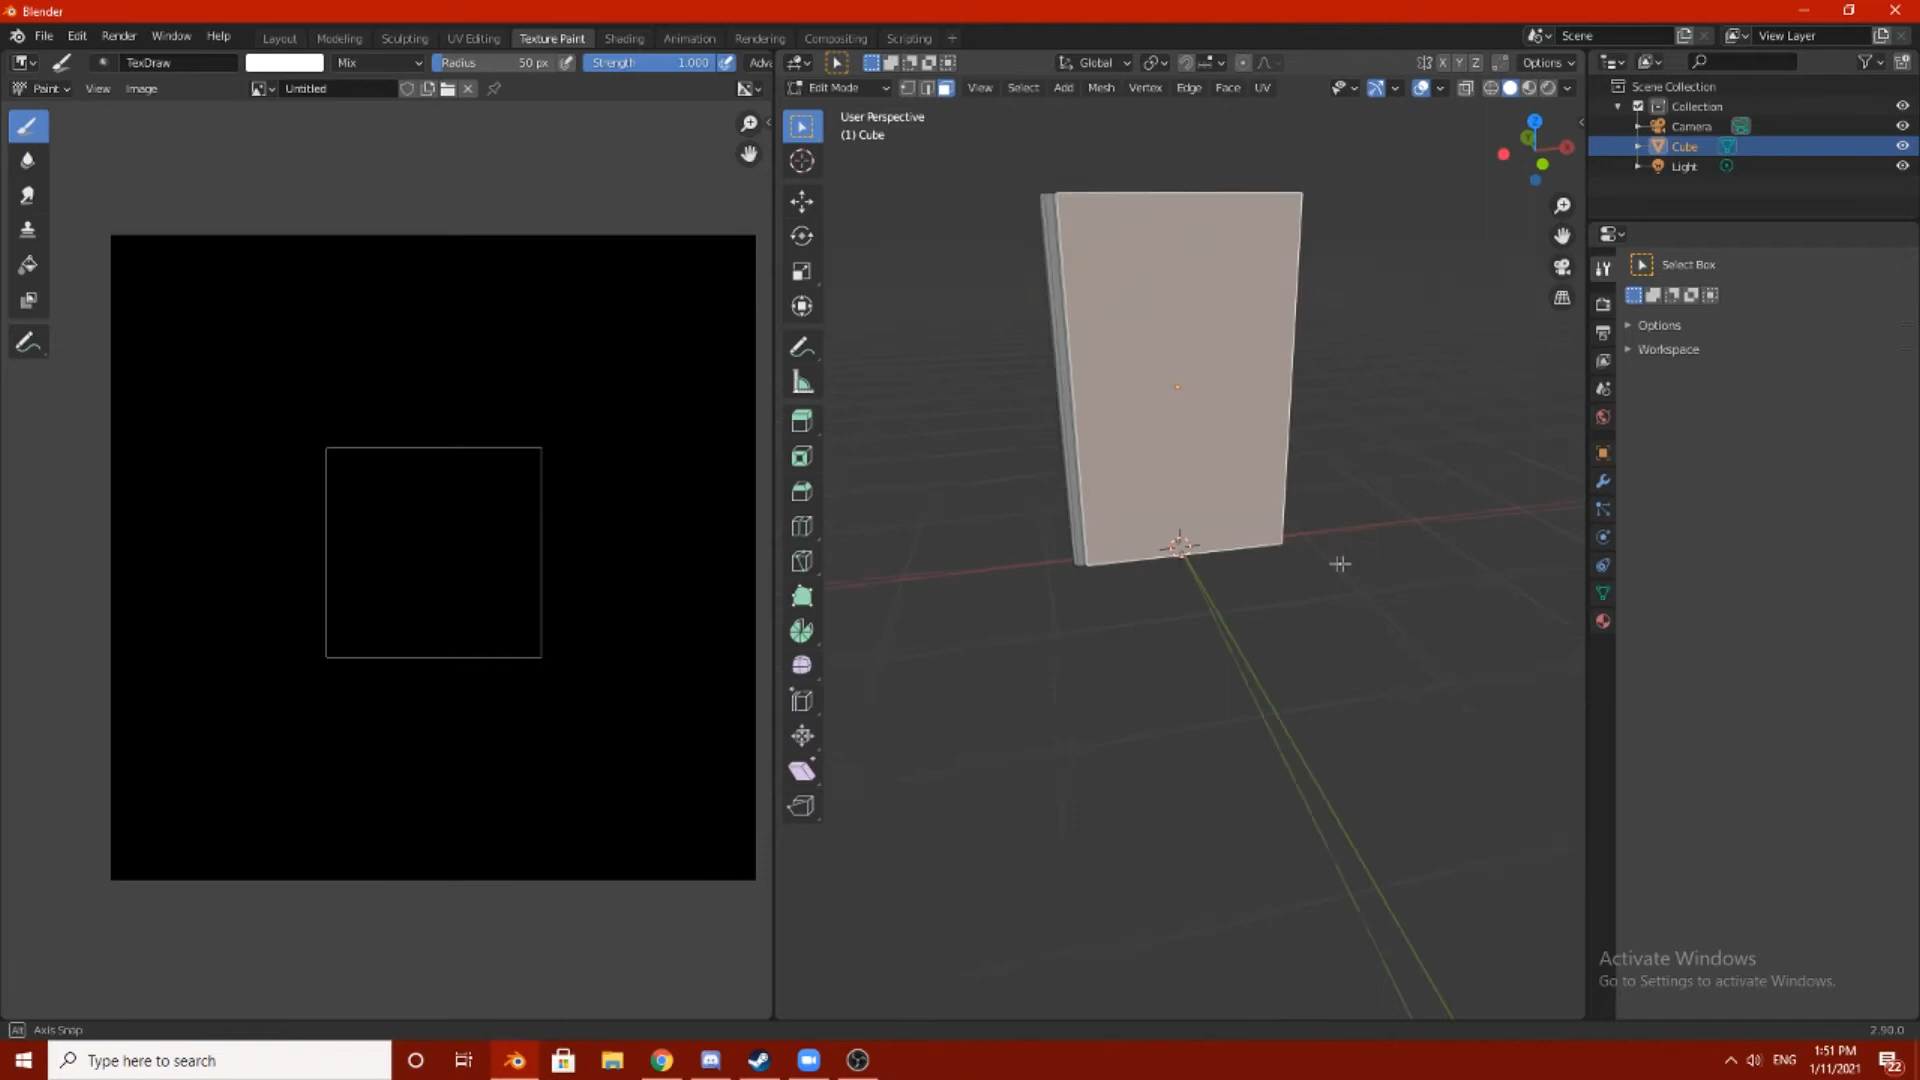 Blender
File Edit Render Window Help Layout Modeling Sculpting UV Editing Texture Paint Shading Animation Rendering Compositing Scripting + Scene View Layer
TexDraw Mix Radius 50 px Strength 1.000 Adva Global X Y Z Options
Paint View Image Untitled Edit Mode View Select Add Mesh Vertex Edge Face UV
Scene Collection
Collection
Camera
Cube
Light
User Perspective
(1) Cube
Z
Select Box
Options
Workspace
Activate Windows
Go to Settings to activate Windows.
Alt Axis Snap
2.90.0
Type here to search
ENG
1:51 PM
1/11/2021
22